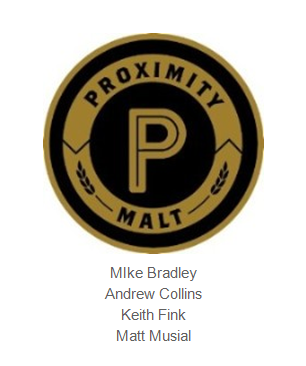 PROXIMITY
P
MALT
MIke Bradley
Andrew Collins
Keith Fink
Matt Musial